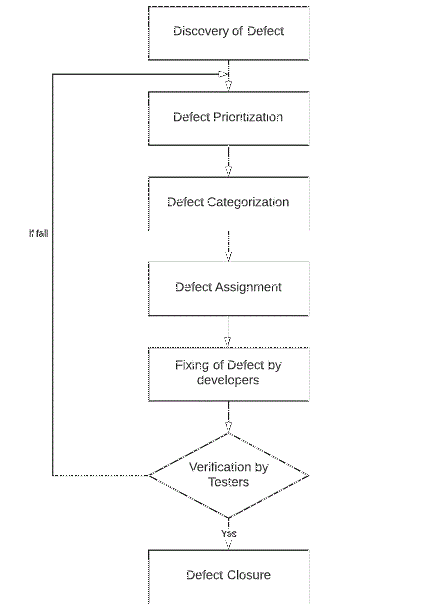 Discovery of Defect
Defect Prioritization
Defect Categorization
If fail
Defect Assignment
Fixing of Defect by
developers
Verification by
Testers
Yes
Defect Closure